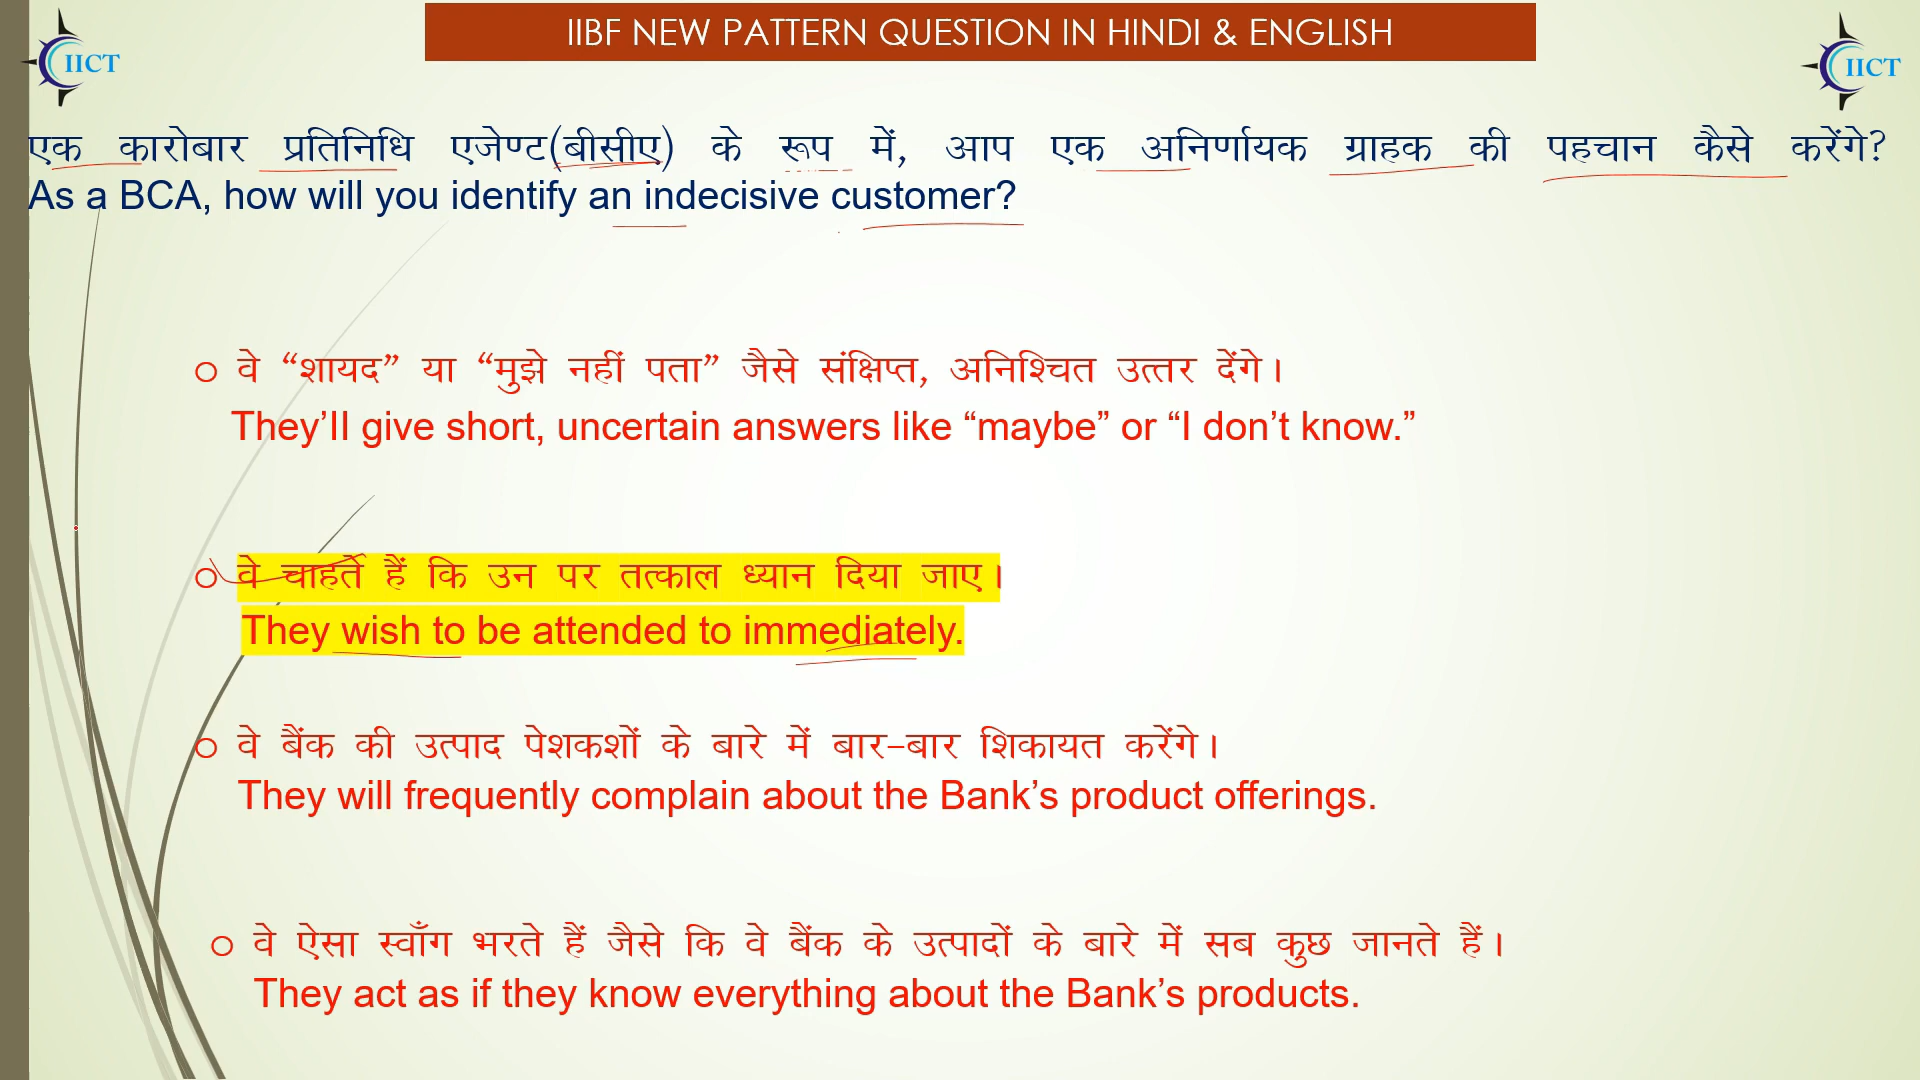 IICT
IIBF NEW PATTERN QUESTION IN HINDI & ENGLISH
IICT
एक कारोबार प्रतिनिधि एजेण्ट(बीसीए) के रूप में, आप एक अनिर्णायक ग्राहक की पहचान कैसे करेंगे?
As a BCA, how will you identify an indecisive customer?
वे “शायद” या “मुझे नहीं पता” जैसे संक्षिप्त, अनिश्चित उत्तर देंगे।
They’ll give short, uncertain answers like “maybe” or “I don’t know.”
वे चाहते हैं कि उन पर तत्काल ध्यान दिया जाए।
They wish to be attended to immediately.
वे बैंक की उत्पाद पेशकशों के बारे में बार-बार शिकायत करेंगे।
They will frequently complain about the Bank’s product offerings.
वे ऐसा स्वाँग भरते हैं जैसे कि वे बैंक के उत्पादों के बारे में सब कुछ जानते हैं।
They act as if they know everything about the Bank’s products.